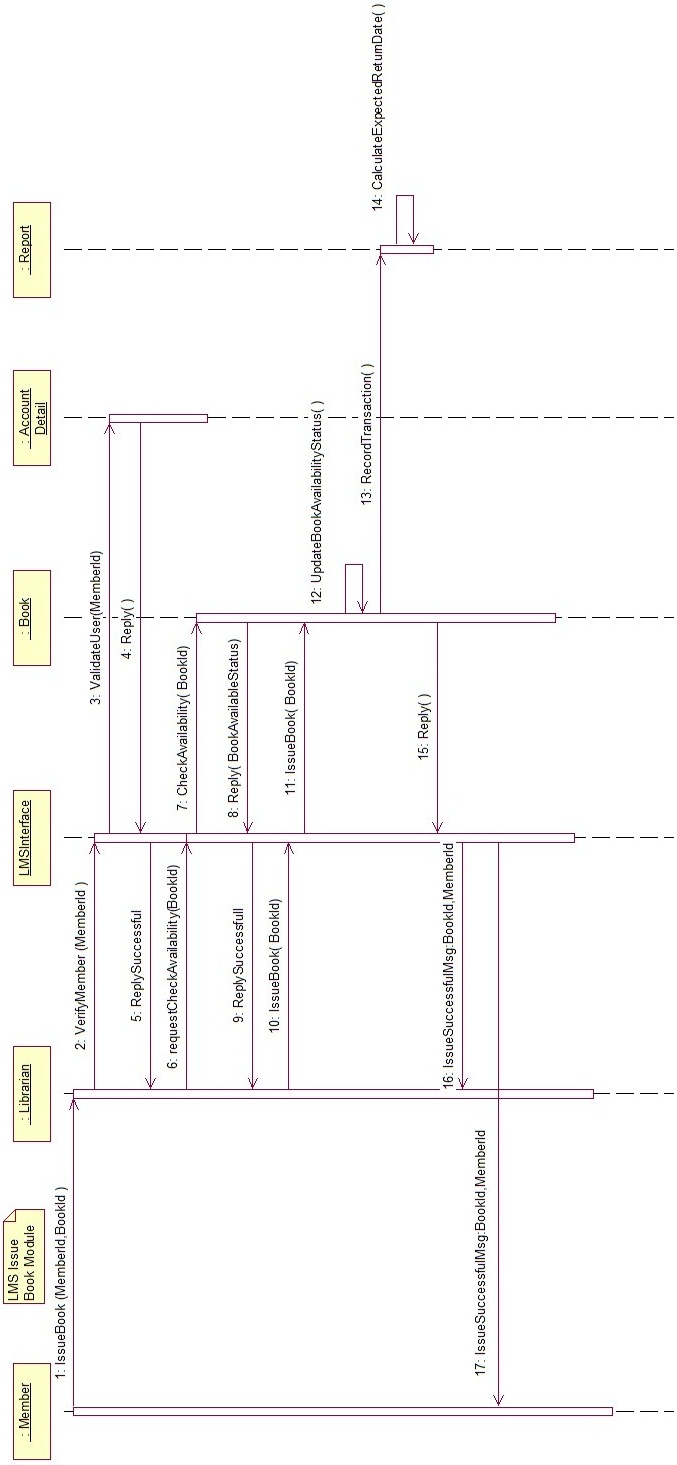 LMS Issue
Book Module
: Member
: Librarian
LMSInterface
: Book
: Account
Detail
: Report
1: IssueBook (MemberId,BookId )
2: VerifyMember (MemberId )
3: ValidateUser(MemberId)
4: Reply( )
5: ReplySuccessful
6: requestCheckAvailability(BookId)
7: CheckAvailability( BookId)
8: Reply( BookAvailableStatus)
9: ReplySuccessfull
10: IssueBook( BookId)
11: IssueBook( BookId)
12: UpdateBookAvailabilityStatus( )
13: RecordTransaction( )
14: CalculateExpectedReturnDate( )
15: Reply( )
16: IssueSuccessfulMsg:BookId,MemberId
17: IssueSuccessfulMsg:BookId,MemberId